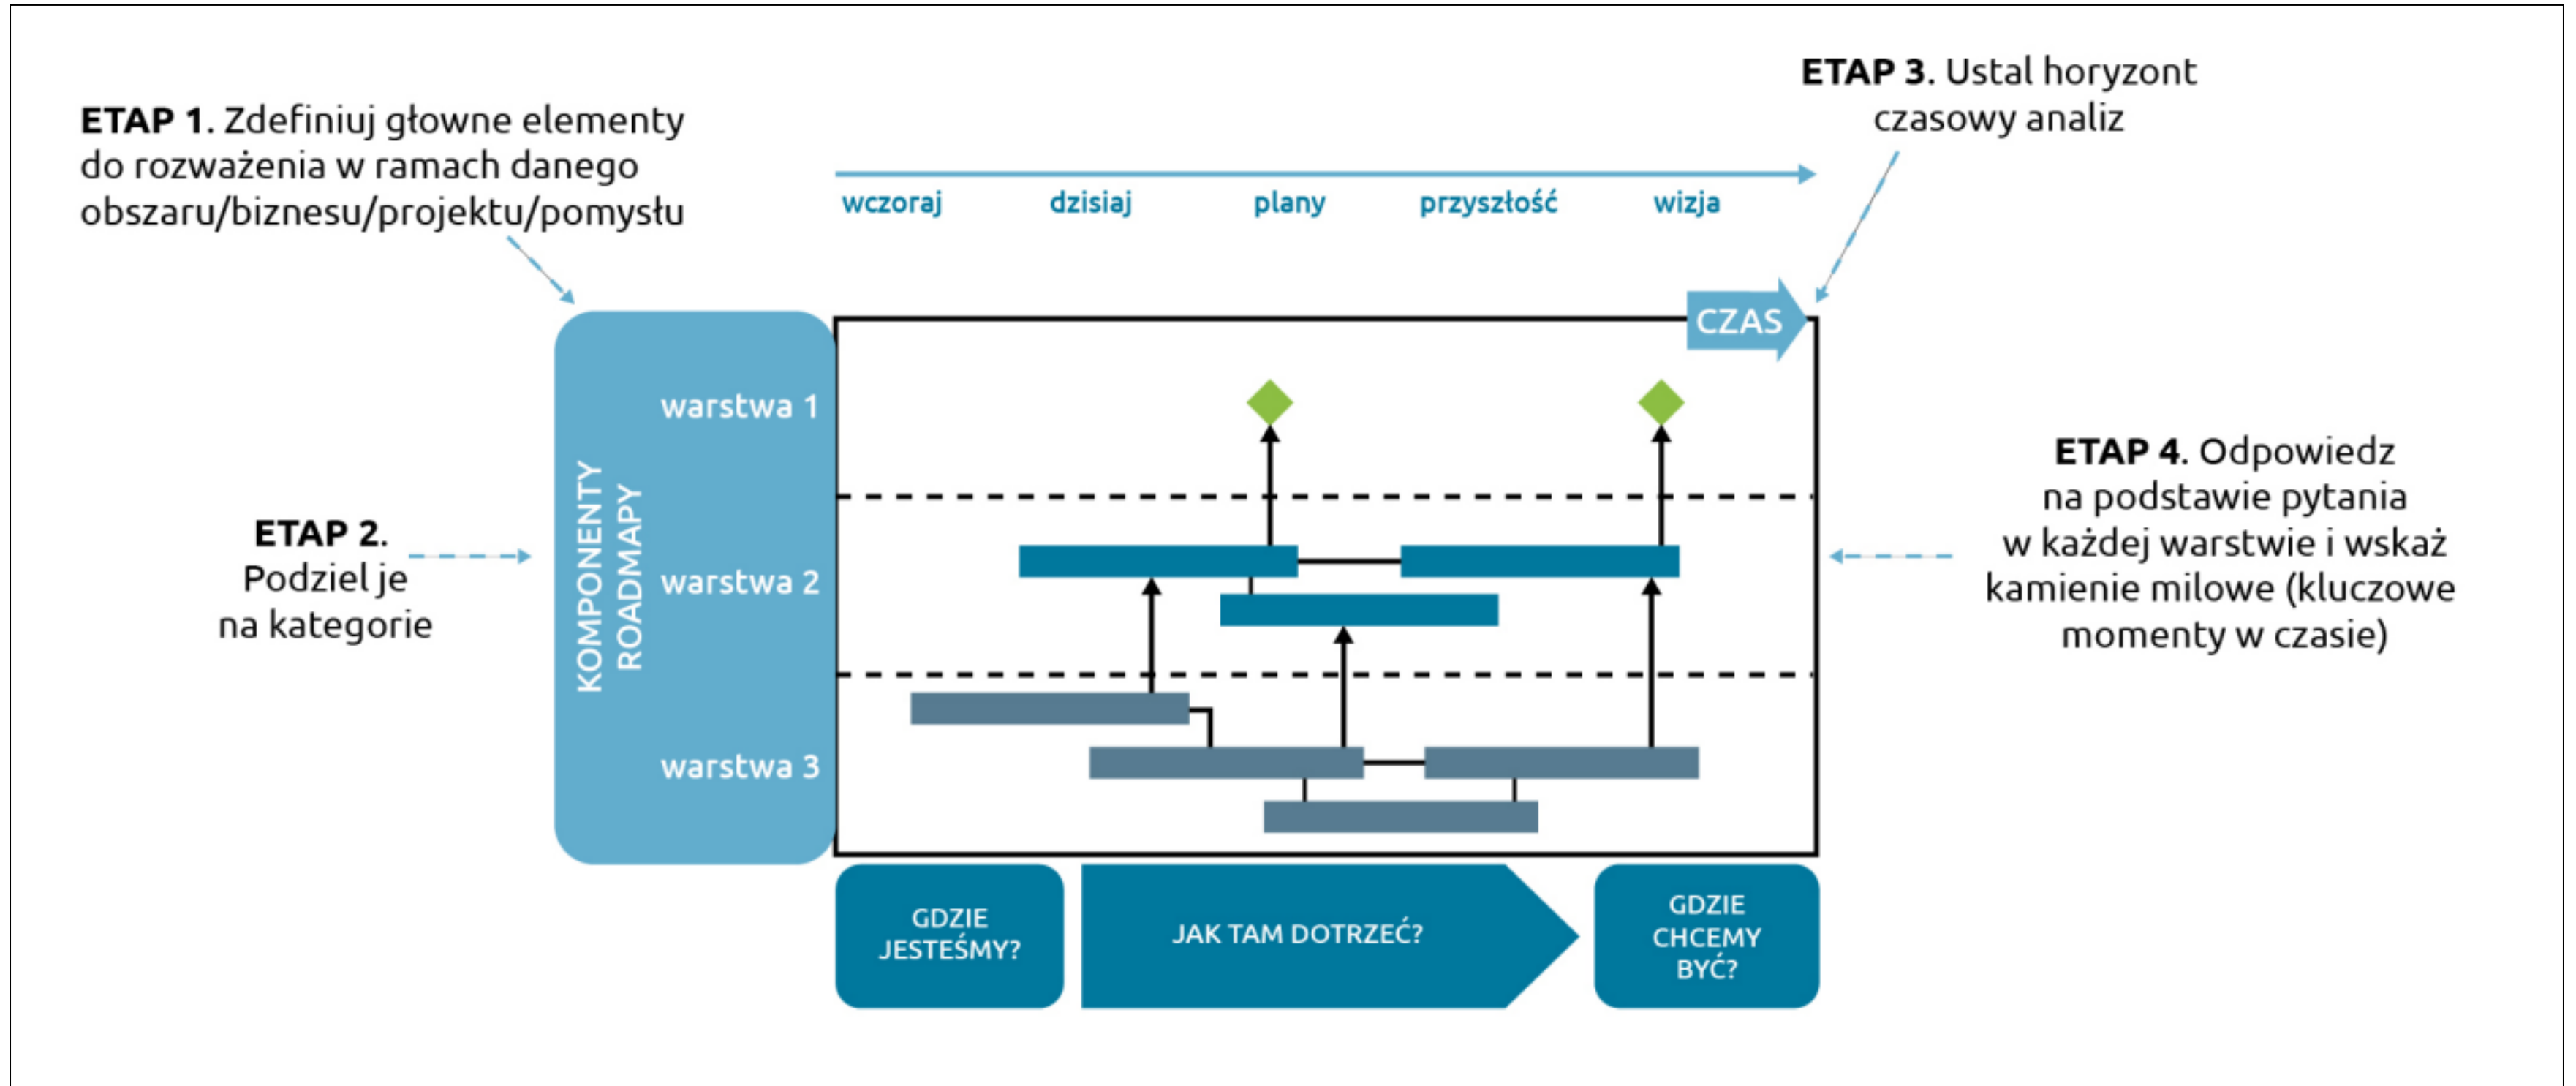 ETAP 1. Zdefiniuj głowne elementy
do rozważenia w ramach danego
obszaru/biznesu/projektu/pomysłu
ETAP 3. Ustal horyzont
czasowy analiz
wczoraj dzisiaj plany przyszłość wizja
CZAS
ETAP 2.
Podziel je
na kategorie
KOMPONENTY
ROADMAPY
warstwa 1
warstwa 2
warstwa 3
ETAP 4. Odpowiedz
na podstawie pytania
w każdej warstwie i wskaż
kamienie milowe (kluczowe
momenty w czasie)
GDZIE
JESTEŚMY?
JAK TAM DOTRZEĆ?
GDZIE
CHCEMY
BYĆ?